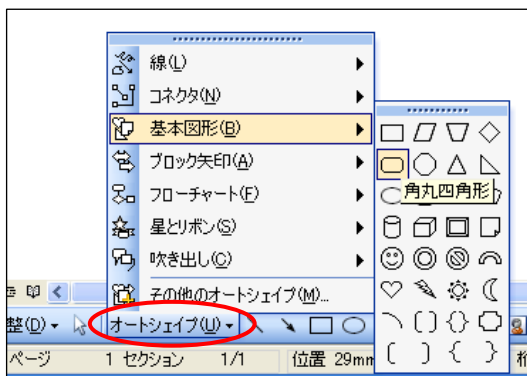 線(L)
コネクタ(N)
基本図形(B)
ブロック矢印(A)
フローチャート(F)
星とリボン(S)
吹き出し(C)
その他のオートシェイプ(M)...
角丸四角形
整(D) オートシェイプ(U)
ページ 1 セクション 1/1 位置 29mm 桁